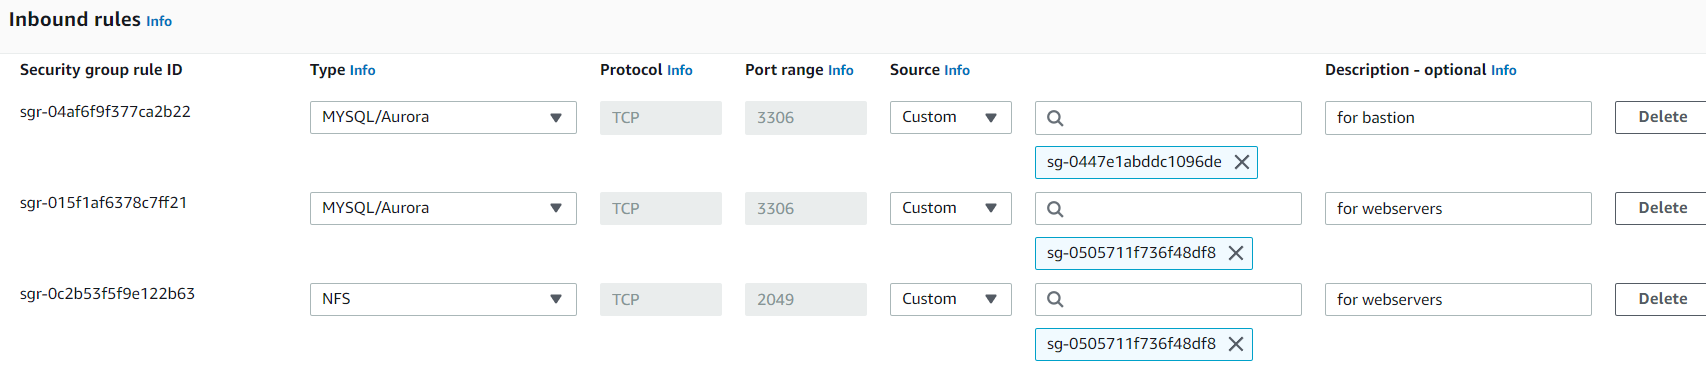 Inbound rules Info
Security group rule ID Type Info Protocol Info Port range Info Source Info Description - optional Info
sgr-04af6f9f377ca2b22 MYSQL/Aurora TCP 3306 Custom for bastion Delete
sg-0447e1abddc1096de
sgr-015f1af6378c7ff21 MYSQL/Aurora TCP 3306 Custom for webservers Delete
sg-0505711f736f48df8
sgr-0c2b53f5f9e122b63 NFS TCP 2049 Custom for webservers Delete
sg-0505711f736f48df8